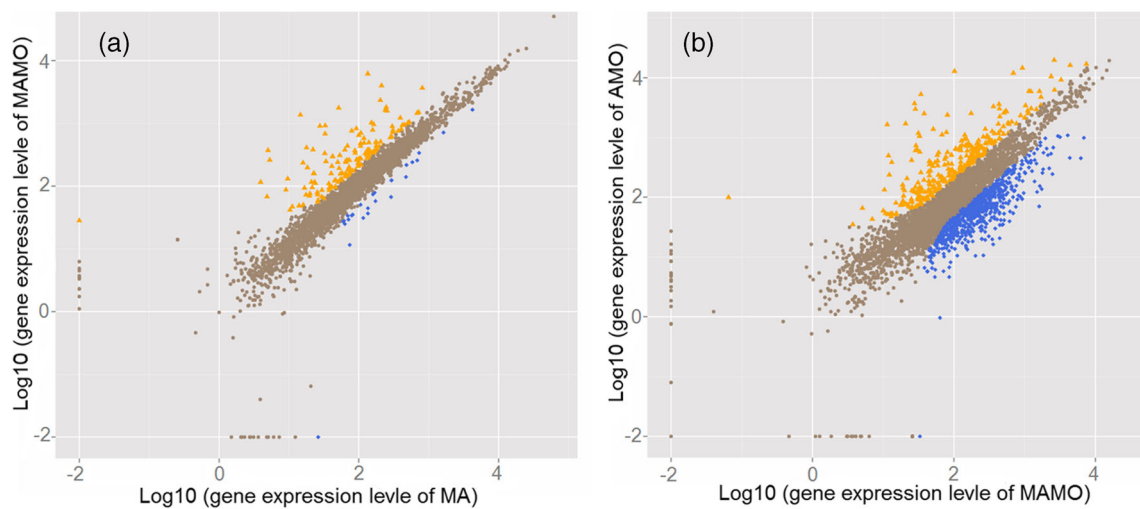 (a)
Log10 (gene expression levle of MAMO)
4
2
0
-2
-2 0 2 4
Log10 (gene expression levle of MA)
(b)
Log10 (gene expression levle of AMO)
4
2
0
-2
-2 0 2 4
Log10 (gene expression levle of MAMO)